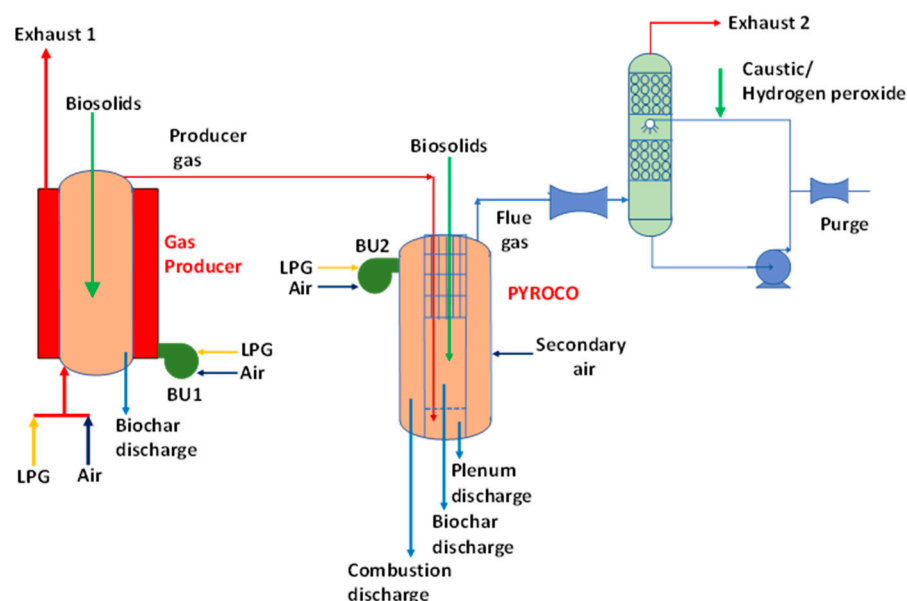 Exhaust 1
Exhaust 2
Biosolids
Caustic/
Hydrogen peroxide
Producer
gas
Biosolids
Gas
Producer
BU2
LPG
Air
Flue
gas
Purge
PYROCO
LPG
Air
BU1
Secondary
air
Biochar
discharge
LPG
Air
Plenum
discharge
Biochar
discharge
Combustion
discharge